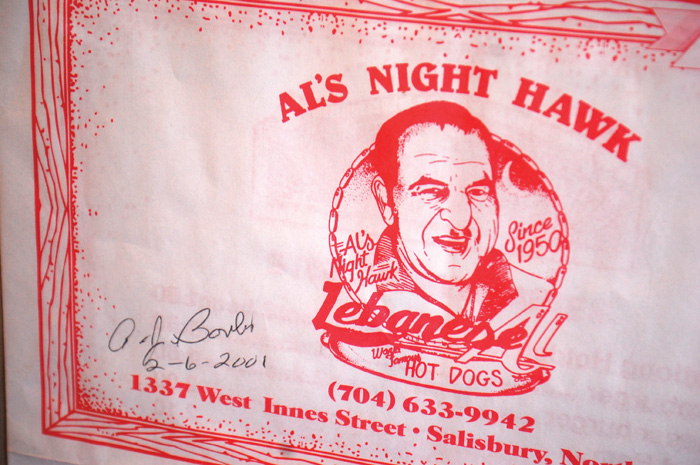 AL'S NIGHT HAWK
AL'S
Night
Hawk
Since
1950
Lebanese Al
World
Famous
HOT DOGS
2-6-2001
(704) 633-9942
1337 West Innes Street • Salisbury, North